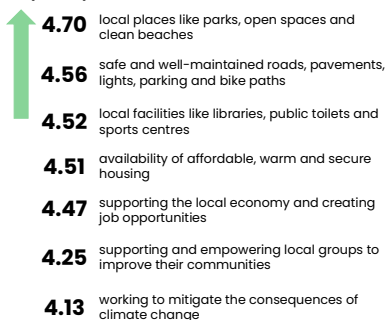 4.70 local places like parks, open spaces and
clean beaches
4.56 safe and well-maintained roads, pavements,
lights, parking and bike paths
4.52 local facilities like libraries, public toilets and
sports centres
4.51 availability of affordable, warm and secure
housing
4.47 supporting the local economy and creating
job opportunities
4.25 supporting and empowering local groups to
improve their communities
4.13 working to mitigate the consequences of
climate change